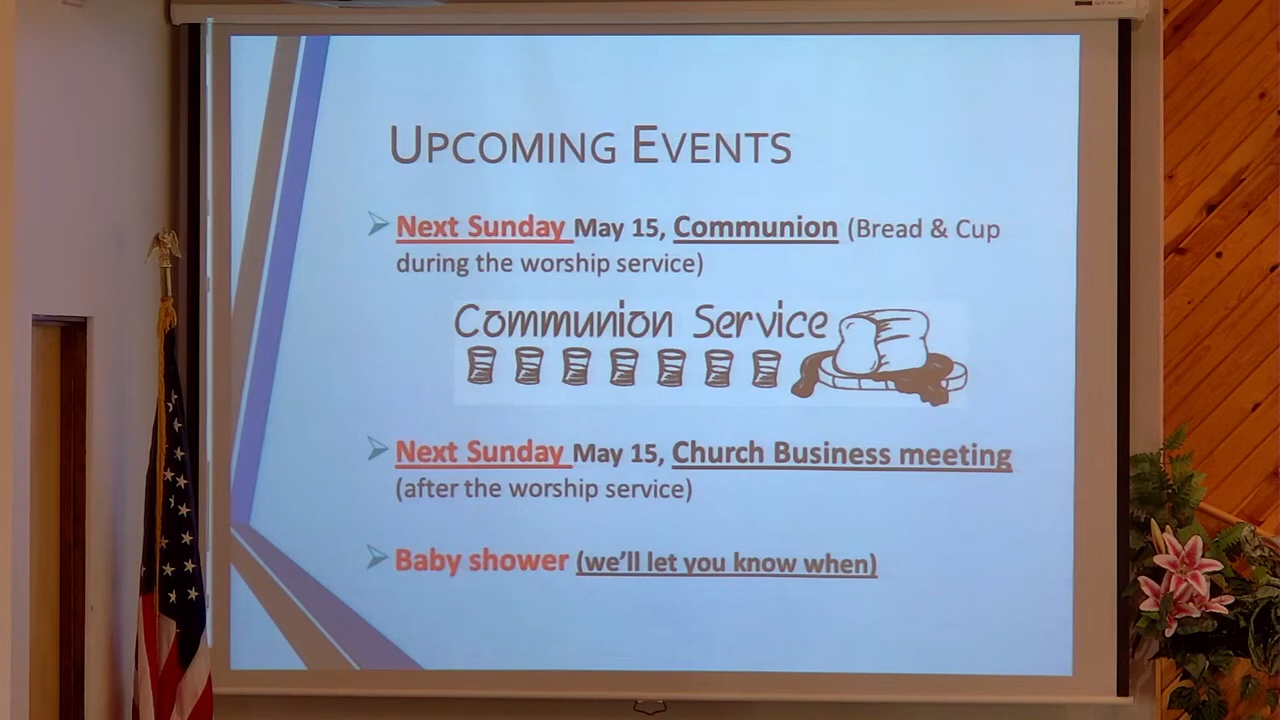 UPCOMING EVENTS
Next Sunday May 15, Communion (Bread & Cup
during the worship service)
Communion Service
Next Sunday May 15, Church Business meeting
(after the worship service)
Baby shower (we'll let you know when)